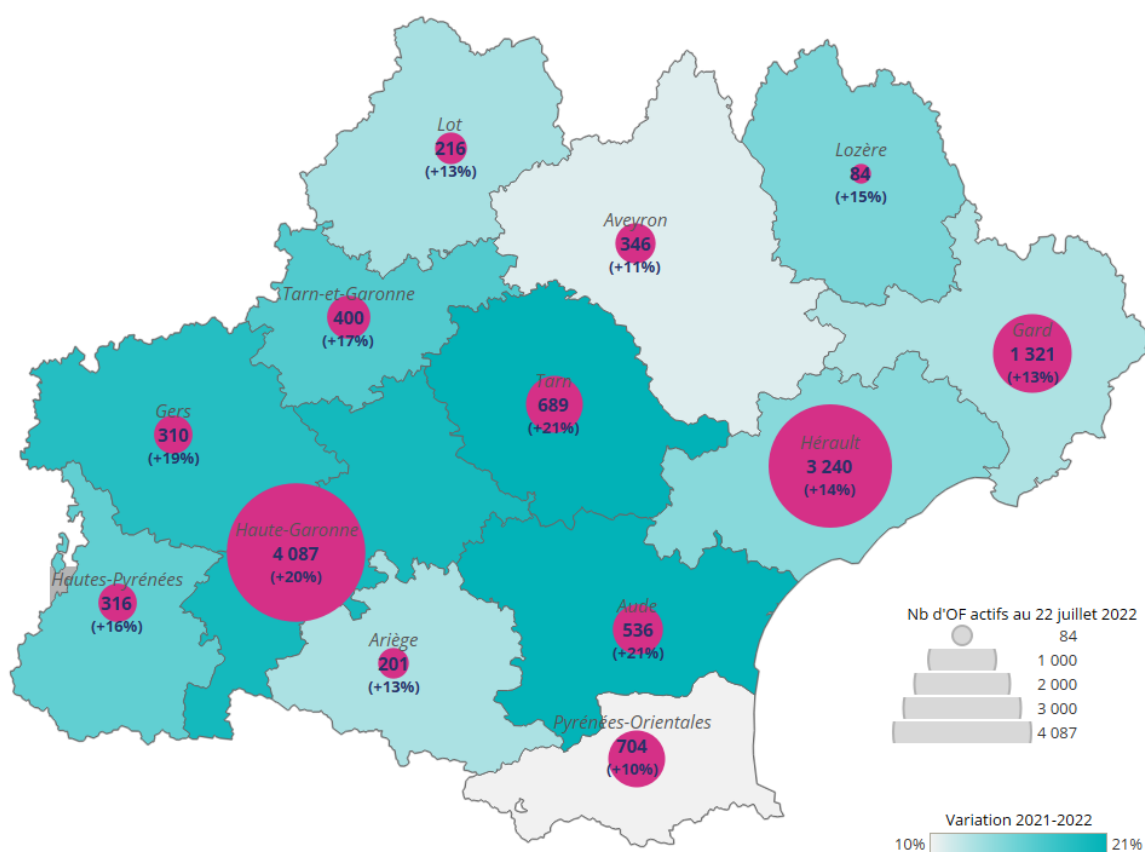 Lot
216
(+13%)
Lozère
84
(+15%)
Aveyron
346
(+11%)
Tarn-et-Garonne
400
(+17%)
Gard
1 321
(+13%)
Tarn
689
(+21%)
Gers
310
(+19%)
Hérault
3 240
(+14%)
Haute-Garonne
4 087
(+20%)
Hautes-Pyrénées
316
(+16%)
Aude
536
(+21%)
Ariège
201
(+13%)
Pyrénées-Orientales
704
(+10%)
Nb d'OF actifs au 22 juillet 2022
84
1 000
2 000
3 000
4 087
Variation 2021-2022
10% 21%